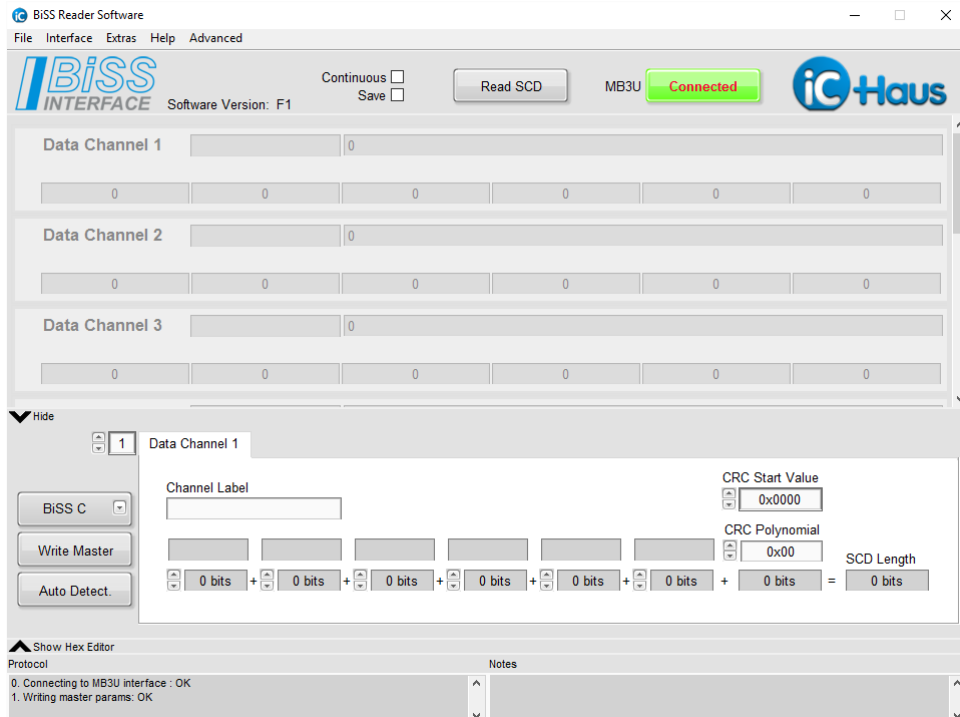 BiSS Reader Software
File Interface Extras Help Advanced
BiSS
INTERFACE
Software Version: F1
Continuous
Save
Read SCD
MB3U
Connected
iC Haus
Data Channel 1
0
0 0 0 0 0 0
Data Channel 2
0
0 0 0 0 0 0
Data Channel 3
0
0 0 0 0 0 0
Hide
1
Data Channel 1
Channel Label
CRC Start Value
0x0000
BiSS C
CRC Polynomial
0x00
Write Master
SCD Length
0 bits + 0 bits + 0 bits + 0 bits + 0 bits + 0 bits + 0 bits = 0 bits
Auto Detect.
Show Hex Editor
Protocol
Notes
0. Connecting to MB3U interface : OK
1. Writing master params: OK